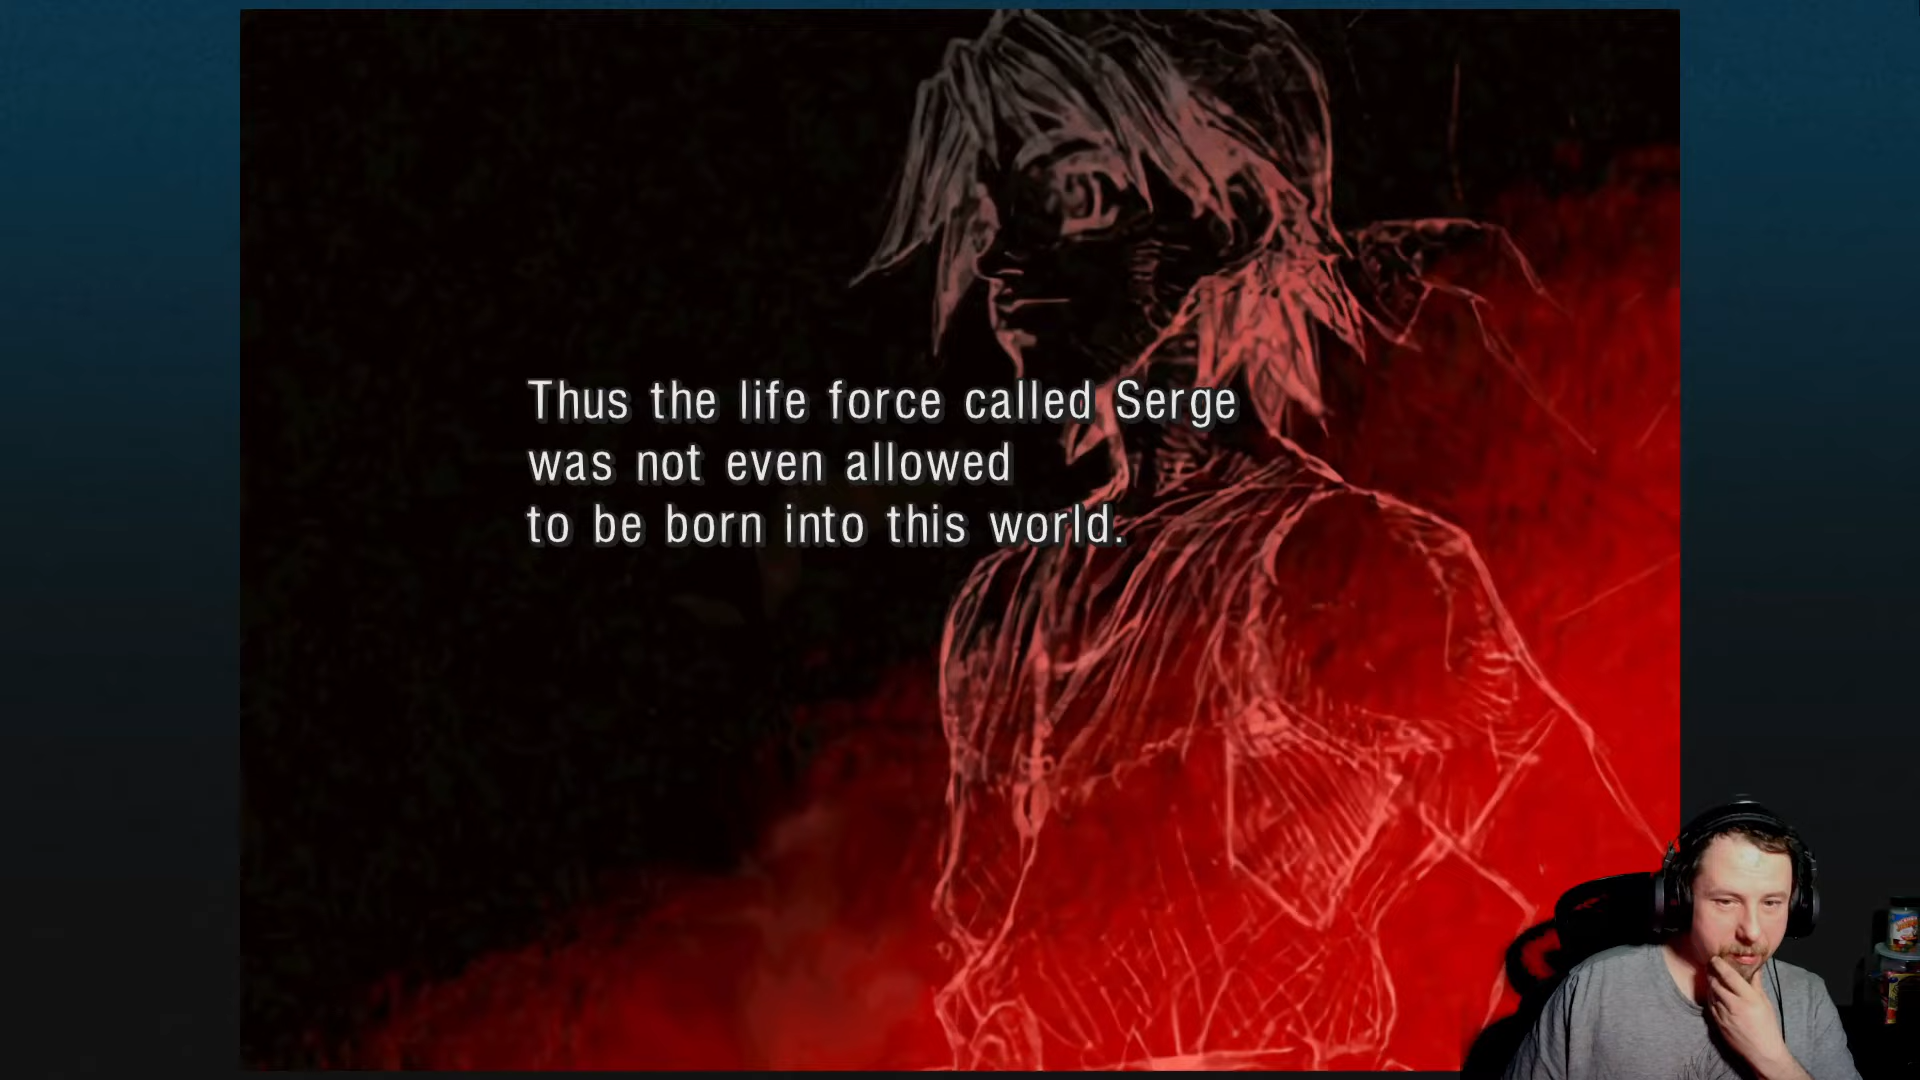 Thus the life force called Serge
was not even allowed
to be born into this world.